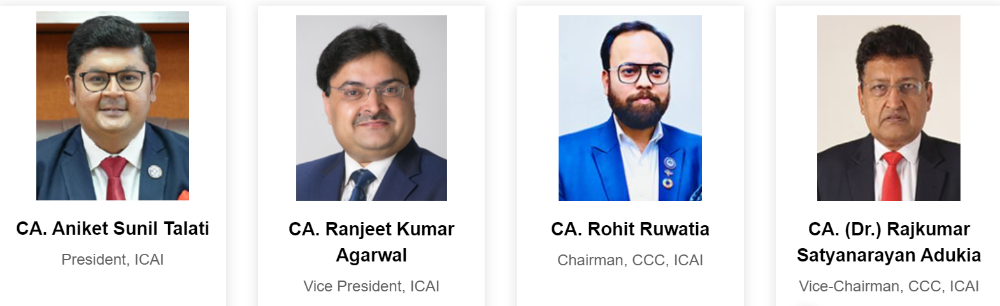 CA. Aniket Sunil Talati
President, ICAI
CA. Ranjeet Kumar
Agarwal
Vice President, ICAI
CA. Rohit Ruwatia
Chairman, CCC, ICAI
CA. (Dr.) Rajkumar
Satyanarayan Adukia
Vice-Chairman, CCC, ICAI